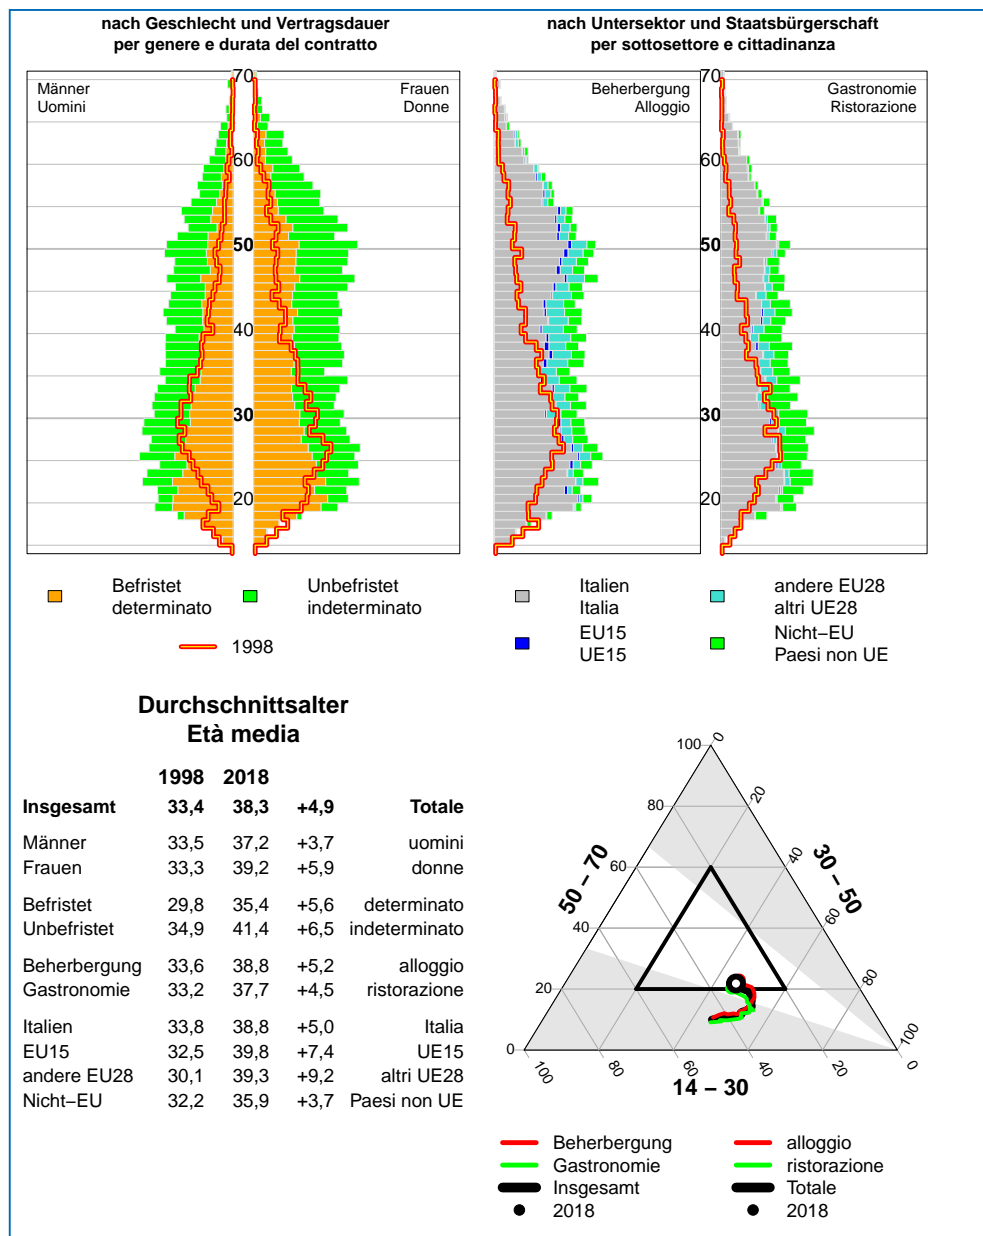 nach Geschlecht und Vertragsdauer
per genere e durata del contratto
nach Untersektor und Staatsbürgerschaft
per sottosettore e cittadinanza
Männer
Uomini
Frauen
Donne
70
60
50
40
30
20
Beherbergung
Alloggio
Gastronomie
Ristorazione
70
60
50
40
30
20
Befristet
determinato
Unbefristet
indeterminato
1998
Italien
Italia
andere EU28
altri UE28
EU15
UE15
Nicht–EU
Paesi non UE
Durchschnittsalter
Età media
1998 2018
Insgesamt 33,4 38,3 +4,9 Totale
Männer 33,5 37,2 +3,7 uomini
Frauen 33,3 39,2 +5,9 donne
Befristet 29,8 35,4 +5,6 determinato
Unbefristet 34,9 41,4 +6,5 indeterminato
Beherbergung 33,6 38,8 +5,2 alloggio
Gastronomie 33,2 37,7 +4,5 ristorazione
Italien 33,8 38,8 +5,0 Italia
EU15 32,5 39,8 +7,4 UE15
andere EU28 30,1 39,3 +9,2 altri UE28
Nicht–EU 32,2 35,9 +3,7 Paesi non UE
50 – 70
0
20
40
60
80
100
30 – 50
0
20
40
60
80
100
14 – 30
100
80
60
40
20
0
Beherbergung alloggio
Gastronomie ristorazione
Insgesamt Totale
2018 2018